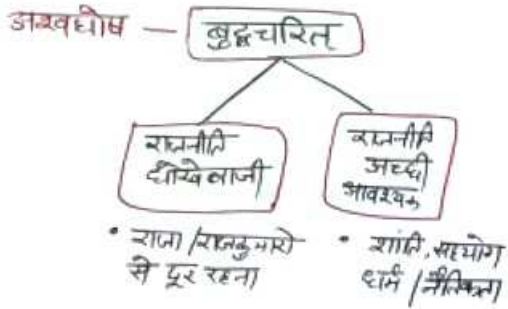 अश्वघोष — बुद्धचरित्
राजनीति
धोखेबाजी
राजनीति
अच्छी
आवश्यक
• राजा/राजकुमारो
से दूर रहना
• शांति, सहयोग
धर्म/नैतिकता